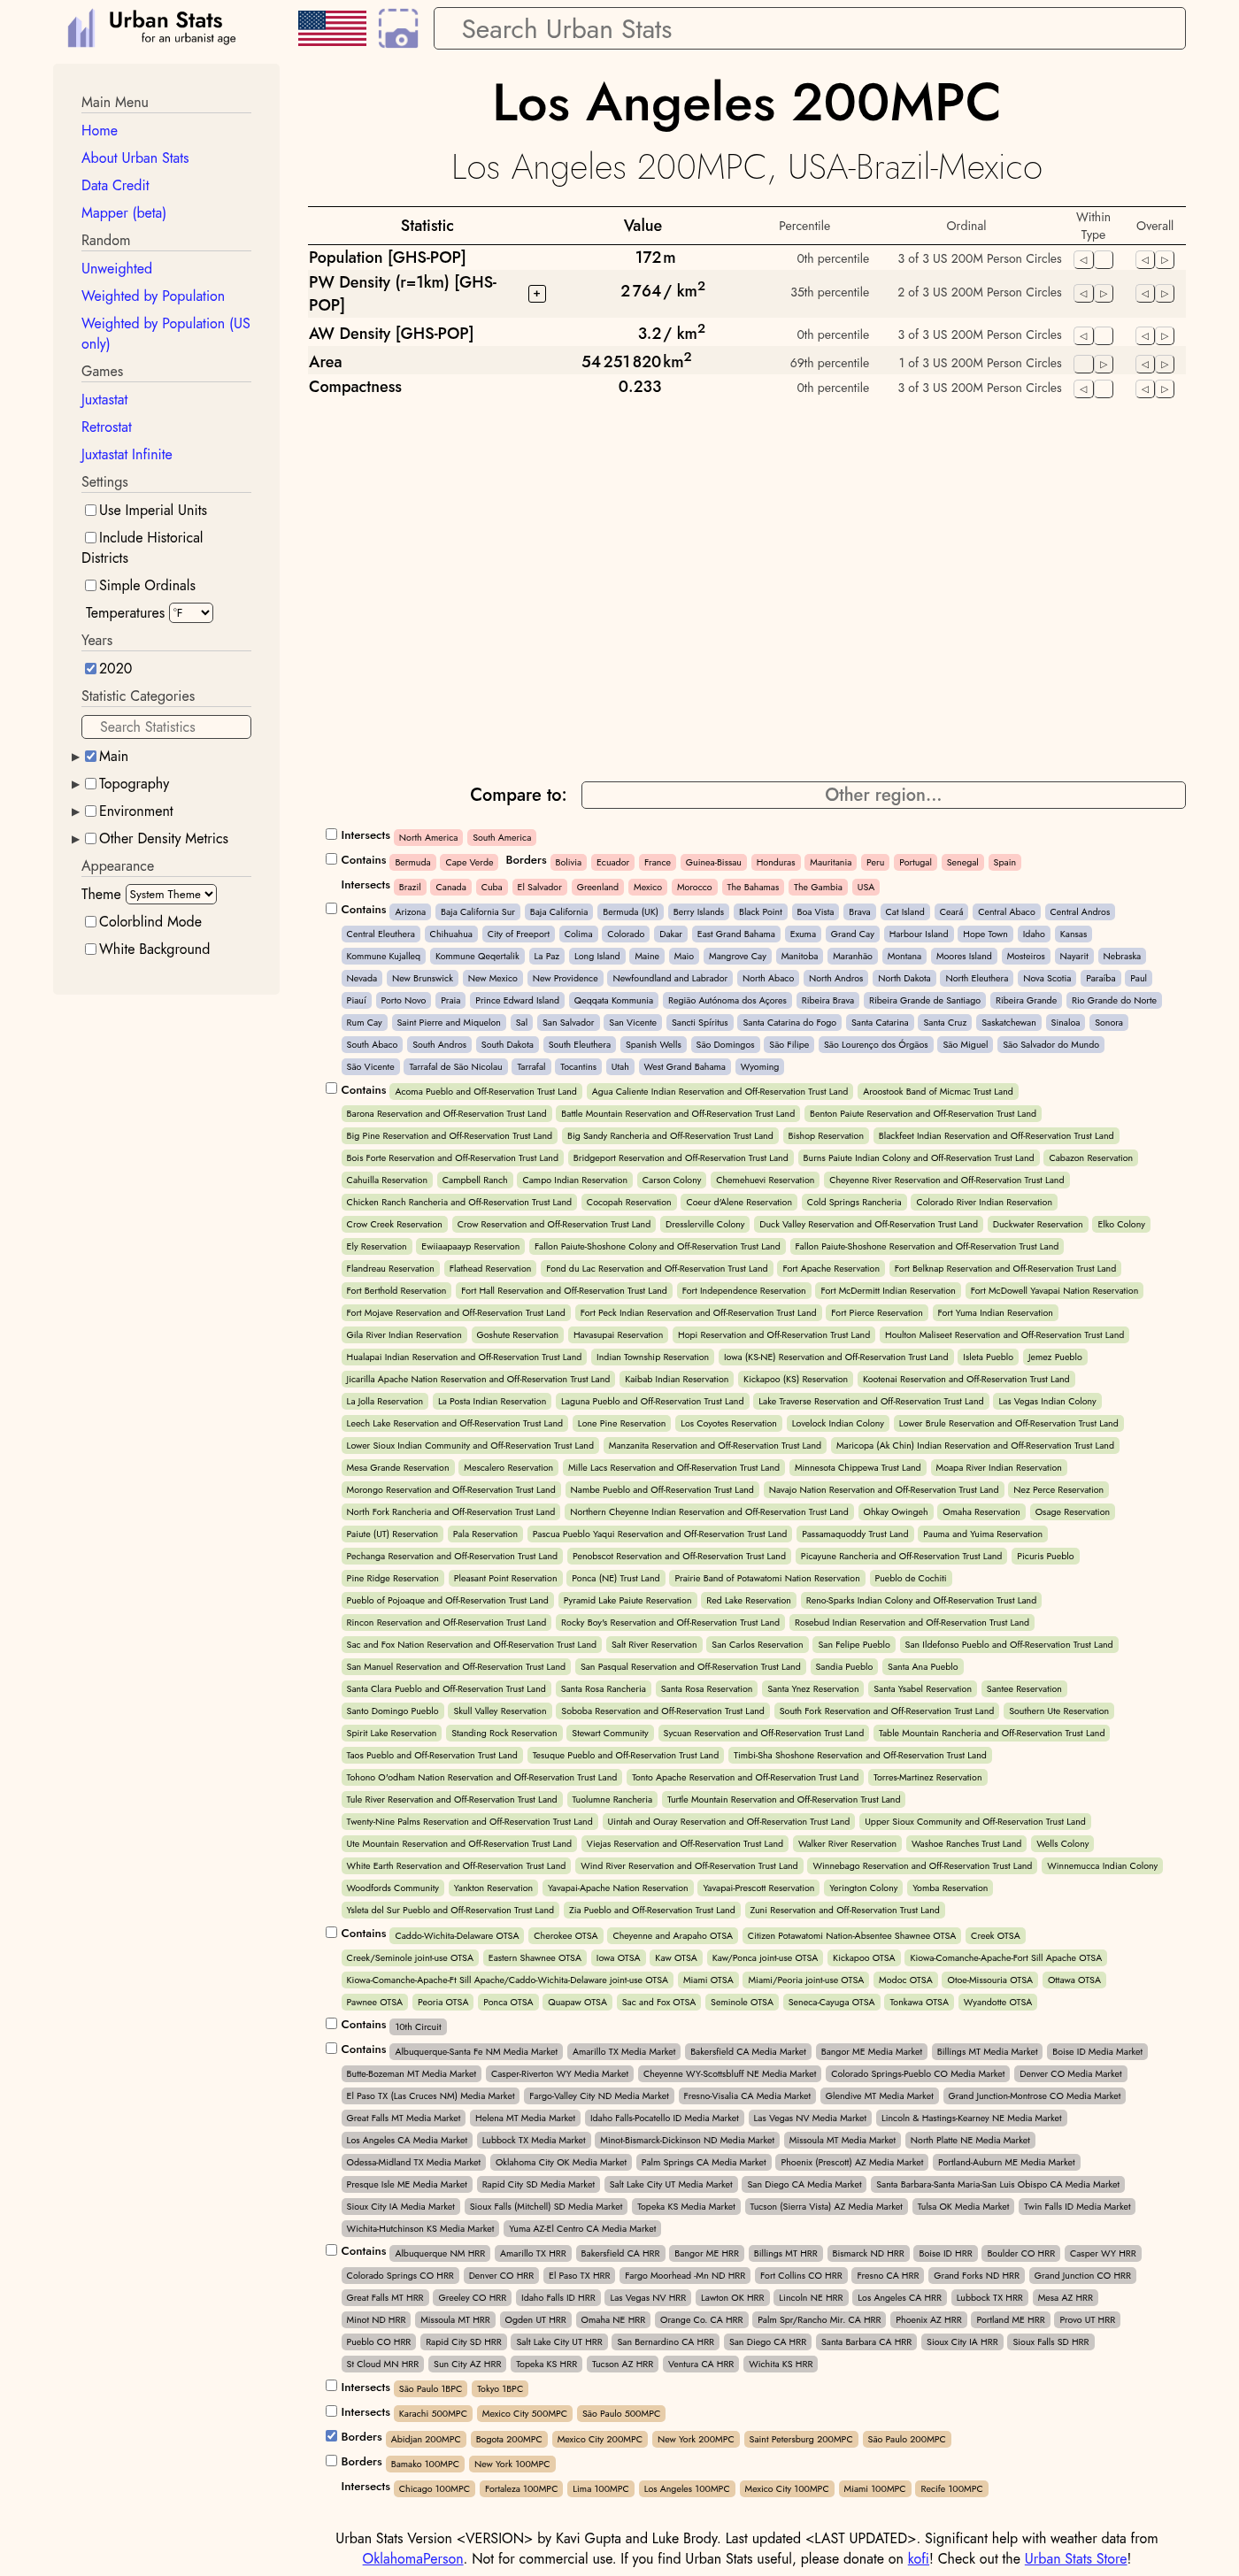 Urban Stats
for an urbanist age
Search Urban Stats
Main Menu
Home
About Urban Stats
Data Credit
Mapper (beta)
Random
Unweighted
Weighted by Population
Weighted by Population (US
only)
Games
Juxtastat
Retrostat
Juxtastat Infinite
Settings
Use Imperial Units
Include Historical
Districts
Simple Ordinals
Temperatures °F
Years
2020
Statistic Categories
Search Statistics
Main
Topography
Environment
Other Density Metrics
Appearance
Theme System Theme
Colorblind Mode
White Background
Los Angeles 200MPC
Los Angeles 200MPC, USA-Brazil-Mexico
Statistic Value Percentile Ordinal Within Type Overall
Population [GHS-POP] 172 m 0th percentile 3 of 3 US 200M Person Circles
PW Density (r=1km) [GHS-POP] + 2 764 / km² 35th percentile 2 of 3 US 200M Person Circles
AW Density [GHS-POP] 3.2 / km² 0th percentile 3 of 3 US 200M Person Circles
Area 54 251 820 km² 69th percentile 1 of 3 US 200M Person Circles
Compactness 0.233 0th percentile 3 of 3 US 200M Person Circles
Compare to: Other region...
Intersects North America South America
Contains Bermuda Cape Verde Borders Bolivia Ecuador France Guinea-Bissau Honduras Mauritania Peru Portugal Senegal Spain
Intersects Brazil Canada Cuba El Salvador Greenland Mexico Morocco The Bahamas The Gambia USA
Contains Arizona Baja California Sur Baja California Bermuda (UK) Berry Islands Black Point Boa Vista Brava Cat Island Ceará Central Abaco Central Andros
Central Eleuthera Chihuahua City of Freeport Colima Colorado Dakar East Grand Bahama Exuma Grand Cay Harbour Island Hope Town Idaho Kansas
Kommune Kujalleq Kommune Qeqertalik La Paz Long Island Maine Maio Mangrove Cay Manitoba Maranhão Montana Moores Island Mosteiros Nayarit Nebraska
Nevada New Brunswick New Mexico New Providence Newfoundland and Labrador North Abaco North Andros North Dakota North Eleuthera Nova Scotia Paraíba Paul
Piauí Porto Novo Praia Prince Edward Island Qeqqata Kommunia Região Autónoma dos Açores Ribeira Brava Ribeira Grande de Santiago Ribeira Grande Rio Grande do Norte
Rum Cay Saint Pierre and Miquelon Sal San Salvador San Vicente Sancti Spíritus Santa Catarina do Fogo Santa Catarina Santa Cruz Saskatchewan Sinaloa Sonora
South Abaco South Andros South Dakota South Eleuthera Spanish Wells São Domingos São Filipe São Lourenço dos Órgãos São Miguel São Salvador do Mundo
São Vicente Tarrafal de São Nicolau Tarrafal Tocantins Utah West Grand Bahama Wyoming
Contains Acoma Pueblo and Off-Reservation Trust Land Agua Caliente Indian Reservation and Off-Reservation Trust Land Aroostook Band of Micmac Trust Land
Barona Reservation and Off-Reservation Trust Land Battle Mountain Reservation and Off-Reservation Trust Land Benton Paiute Reservation and Off-Reservation Trust Land
Big Pine Reservation and Off-Reservation Trust Land Big Sandy Rancheria and Off-Reservation Trust Land Bishop Reservation Blackfeet Indian Reservation and Off-Reservation Trust Land
Bois Forte Reservation and Off-Reservation Trust Land Bridgeport Reservation and Off-Reservation Trust Land Burns Paiute Indian Colony and Off-Reservation Trust Land Cabazon Reservation
Cahuilla Reservation Campbell Ranch Campo Indian Reservation Carson Colony Chemehuevi Reservation Cheyenne River Reservation and Off-Reservation Trust Land
Chicken Ranch Rancheria and Off-Reservation Trust Land Cocopah Reservation Coeur d'Alene Reservation Cold Springs Rancheria Colorado River Indian Reservation
Crow Creek Reservation Crow Reservation and Off-Reservation Trust Land Dresslerville Colony Duck Valley Reservation and Off-Reservation Trust Land Duckwater Reservation Elko Colony
Ely Reservation Ewiiaapaayp Reservation Fallon Paiute-Shoshone Colony and Off-Reservation Trust Land Fallon Paiute-Shoshone Reservation and Off-Reservation Trust Land
Flandreau Reservation Flathead Reservation Fond du Lac Reservation and Off-Reservation Trust Land Fort Apache Reservation Fort Belknap Reservation and Off-Reservation Trust Land
Fort Berthold Reservation Fort Hall Reservation and Off-Reservation Trust Land Fort Independence Reservation Fort McDermitt Indian Reservation Fort McDowell Yavapai Nation Reservation
Fort Mojave Reservation and Off-Reservation Trust Land Fort Peck Indian Reservation and Off-Reservation Trust Land Fort Pierce Reservation Fort Yuma Indian Reservation
Gila River Indian Reservation Goshute Reservation Havasupai Reservation Hopi Reservation and Off-Reservation Trust Land Houlton Maliseet Reservation and Off-Reservation Trust Land
Hualapai Indian Reservation and Off-Reservation Trust Land Indian Township Reservation Iowa (KS-NE) Reservation and Off-Reservation Trust Land Isleta Pueblo Jemez Pueblo
Jicarilla Apache Nation Reservation and Off-Reservation Trust Land Kaibab Indian Reservation Kickapoo (KS) Reservation Kootenai Reservation and Off-Reservation Trust Land
La Jolla Reservation La Posta Indian Reservation Laguna Pueblo and Off-Reservation Trust Land Lake Traverse Reservation and Off-Reservation Trust Land Las Vegas Indian Colony
Leech Lake Reservation and Off-Reservation Trust Land Lone Pine Reservation Los Coyotes Reservation Lovelock Indian Colony Lower Brule Reservation and Off-Reservation Trust Land
Lower Sioux Indian Community and Off-Reservation Trust Land Manzanita Reservation and Off-Reservation Trust Land Maricopa (Ak Chin) Indian Reservation and Off-Reservation Trust Land
Mesa Grande Reservation Mescalero Reservation Mille Lacs Reservation and Off-Reservation Trust Land Minnesota Chippewa Trust Land Moapa River Indian Reservation
Morongo Reservation and Off-Reservation Trust Land Nambe Pueblo and Off-Reservation Trust Land Navajo Nation Reservation and Off-Reservation Trust Land Nez Perce Reservation
North Fork Rancheria and Off-Reservation Trust Land Northern Cheyenne Indian Reservation and Off-Reservation Trust Land Ohkay Owingeh Omaha Reservation Osage Reservation
Paiute (UT) Reservation Pala Reservation Pascua Pueblo Yaqui Reservation and Off-Reservation Trust Land Passamaquoddy Trust Land Pauma and Yuima Reservation
Pechanga Reservation and Off-Reservation Trust Land Penobscot Reservation and Off-Reservation Trust Land Picayune Rancheria and Off-Reservation Trust Land Picuris Pueblo
Pine Ridge Reservation Pleasant Point Reservation Ponca (NE) Trust Land Prairie Band of Potawatomi Nation Reservation Pueblo de Cochiti
Pueblo of Pojoaque and Off-Reservation Trust Land Pyramid Lake Paiute Reservation Red Lake Reservation Reno-Sparks Indian Colony and Off-Reservation Trust Land
Rincon Reservation and Off-Reservation Trust Land Rocky Boy's Reservation and Off-Reservation Trust Land Rosebud Indian Reservation and Off-Reservation Trust Land
Sac and Fox Nation Reservation and Off-Reservation Trust Land Salt River Reservation San Carlos Reservation San Felipe Pueblo San Ildefonso Pueblo and Off-Reservation Trust Land
San Manuel Reservation and Off-Reservation Trust Land San Pasqual Reservation and Off-Reservation Trust Land Sandia Pueblo Santa Ana Pueblo
Santa Clara Pueblo and Off-Reservation Trust Land Santa Rosa Rancheria Santa Rosa Reservation Santa Ynez Reservation Santa Ysabel Reservation Santee Reservation
Santo Domingo Pueblo Skull Valley Reservation Soboba Reservation and Off-Reservation Trust Land South Fork Reservation and Off-Reservation Trust Land Southern Ute Reservation
Spirit Lake Reservation Standing Rock Reservation Stewart Community Sycuan Reservation and Off-Reservation Trust Land Table Mountain Rancheria and Off-Reservation Trust Land
Taos Pueblo and Off-Reservation Trust Land Tesuque Pueblo and Off-Reservation Trust Land Timbi-Sha Shoshone Reservation and Off-Reservation Trust Land
Tohono O'odham Nation Reservation and Off-Reservation Trust Land Tonto Apache Reservation and Off-Reservation Trust Land Torres-Martinez Reservation
Tule River Reservation and Off-Reservation Trust Land Tuolumne Rancheria Turtle Mountain Reservation and Off-Reservation Trust Land
Twenty-Nine Palms Reservation and Off-Reservation Trust Land Uintah and Ouray Reservation and Off-Reservation Trust Land Upper Sioux Community and Off-Reservation Trust Land
Ute Mountain Reservation and Off-Reservation Trust Land Viejas Reservation and Off-Reservation Trust Land Walker River Reservation Washoe Ranches Trust Land Wells Colony
White Earth Reservation and Off-Reservation Trust Land Wind River Reservation and Off-Reservation Trust Land Winnebago Reservation and Off-Reservation Trust Land Winnemucca Indian Colony
Woodfords Community Yankton Reservation Yavapai-Apache Nation Reservation Yavapai-Prescott Reservation Yerington Colony Yomba Reservation
Ysleta del Sur Pueblo and Off-Reservation Trust Land Zia Pueblo and Off-Reservation Trust Land Zuni Reservation and Off-Reservation Trust Land
Contains Caddo-Wichita-Delaware OTSA Cherokee OTSA Cheyenne and Arapaho OTSA Citizen Potawatomi Nation-Absentee Shawnee OTSA Creek OTSA
Creek/Seminole joint-use OTSA Eastern Shawnee OTSA Iowa OTSA Kaw OTSA Kaw/Ponca joint-use OTSA Kickapoo OTSA Kiowa-Comanche-Apache-Fort Sill Apache OTSA
Kiowa-Comanche-Apache-Ft Sill Apache/Caddo-Wichita-Delaware joint-use OTSA Miami OTSA Miami/Peoria joint-use OTSA Modoc OTSA Otoe-Missouria OTSA Ottawa OTSA
Pawnee OTSA Peoria OTSA Ponca OTSA Quapaw OTSA Sac and Fox OTSA Seminole OTSA Seneca-Cayuga OTSA Tonkawa OTSA Wyandotte OTSA
Contains 10th Circuit
Contains Albuquerque-Santa Fe NM Media Market Amarillo TX Media Market Bakersfield CA Media Market Bangor ME Media Market Billings MT Media Market Boise ID Media Market
Butte-Bozeman MT Media Market Casper-Riverton WY Media Market Cheyenne WY-Scottsbluff NE Media Market Colorado Springs-Pueblo CO Media Market Denver CO Media Market
El Paso TX (Las Cruces NM) Media Market Fargo-Valley City ND Media Market Fresno-Visalia CA Media Market Glendive MT Media Market Grand Junction-Montrose CO Media Market
Great Falls MT Media Market Helena MT Media Market Idaho Falls-Pocatello ID Media Market Las Vegas NV Media Market Lincoln & Hastings-Kearney NE Media Market
Los Angeles CA Media Market Lubbock TX Media Market Minot-Bismarck-Dickinson ND Media Market Missoula MT Media Market North Platte NE Media Market
Odessa-Midland TX Media Market Oklahoma City OK Media Market Palm Springs CA Media Market Phoenix (Prescott) AZ Media Market Portland-Auburn ME Media Market
Presque Isle ME Media Market Rapid City SD Media Market Salt Lake City UT Media Market San Diego CA Media Market Santa Barbara-Santa Maria-San Luis Obispo CA Media Market
Sioux City IA Media Market Sioux Falls (Mitchell) SD Media Market Topeka KS Media Market Tucson (Sierra Vista) AZ Media Market Tulsa OK Media Market Twin Falls ID Media Market
Wichita-Hutchinson KS Media Market Yuma AZ-El Centro CA Media Market
Contains Albuquerque NM HRR Amarillo TX HRR Bakersfield CA HRR Bangor ME HRR Billings MT HRR Bismarck ND HRR Boise ID HRR Boulder CO HRR Casper WY HRR
Colorado Springs CO HRR Denver CO HRR El Paso TX HRR Fargo Moorhead -Mn ND HRR Fort Collins CO HRR Fresno CA HRR Grand Forks ND HRR Grand Junction CO HRR
Great Falls MT HRR Greeley CO HRR Idaho Falls ID HRR Las Vegas NV HRR Lawton OK HRR Lincoln NE HRR Los Angeles CA HRR Lubbock TX HRR Mesa AZ HRR
Minot ND HRR Missoula MT HRR Ogden UT HRR Omaha NE HRR Orange Co. CA HRR Palm Spr/Rancho Mir. CA HRR Phoenix AZ HRR Portland ME HRR Provo UT HRR
Pueblo CO HRR Rapid City SD HRR Salt Lake City UT HRR San Bernardino CA HRR San Diego CA HRR Santa Barbara CA HRR Sioux City IA HRR Sioux Falls SD HRR
St Cloud MN HRR Sun City AZ HRR Topeka KS HRR Tucson AZ HRR Ventura CA HRR Wichita KS HRR
Intersects São Paulo 1BPC Tokyo 1BPC
Intersects Karachi 500MPC Mexico City 500MPC São Paulo 500MPC
Borders Abidjan 200MPC Bogota 200MPC Mexico City 200MPC New York 200MPC Saint Petersburg 200MPC São Paulo 200MPC
Borders Bamako 100MPC New York 100MPC
Intersects Chicago 100MPC Fortaleza 100MPC Lima 100MPC Los Angeles 100MPC Mexico City 100MPC Miami 100MPC Recife 100MPC
Urban Stats Version <VERSION> by Kavi Gupta and Luke Brody. Last updated <LAST UPDATED>. Significant help with weather data from
OklahomaPerson. Not for commercial use. If you find Urban Stats useful, please donate on kofi! Check out the Urban Stats Store!